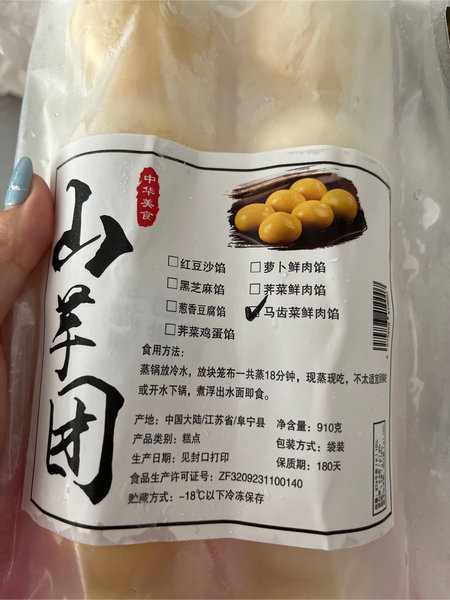 山芋团
中华美食
红豆沙馅
萝卜鲜肉馅
黑芝麻馅
荠菜鲜肉馅
葱香豆腐馅
马齿菜鲜肉馅
荠菜鸡蛋馅
食用方法:
蒸锅放冷水，放块笼布一共蒸18分钟，现蒸现吃，不太适宜
或开水下锅，煮浮出水面即食。
产地: 中国大陆/江苏省/阜宁县
净含量: 910克
产品类别: 糕点
包装方式: 袋装
生产日期: 见封口打印
保质期: 180天
食品生产许可证号: ZF3209231100140
贮藏方式: -18℃以下冷冻保存